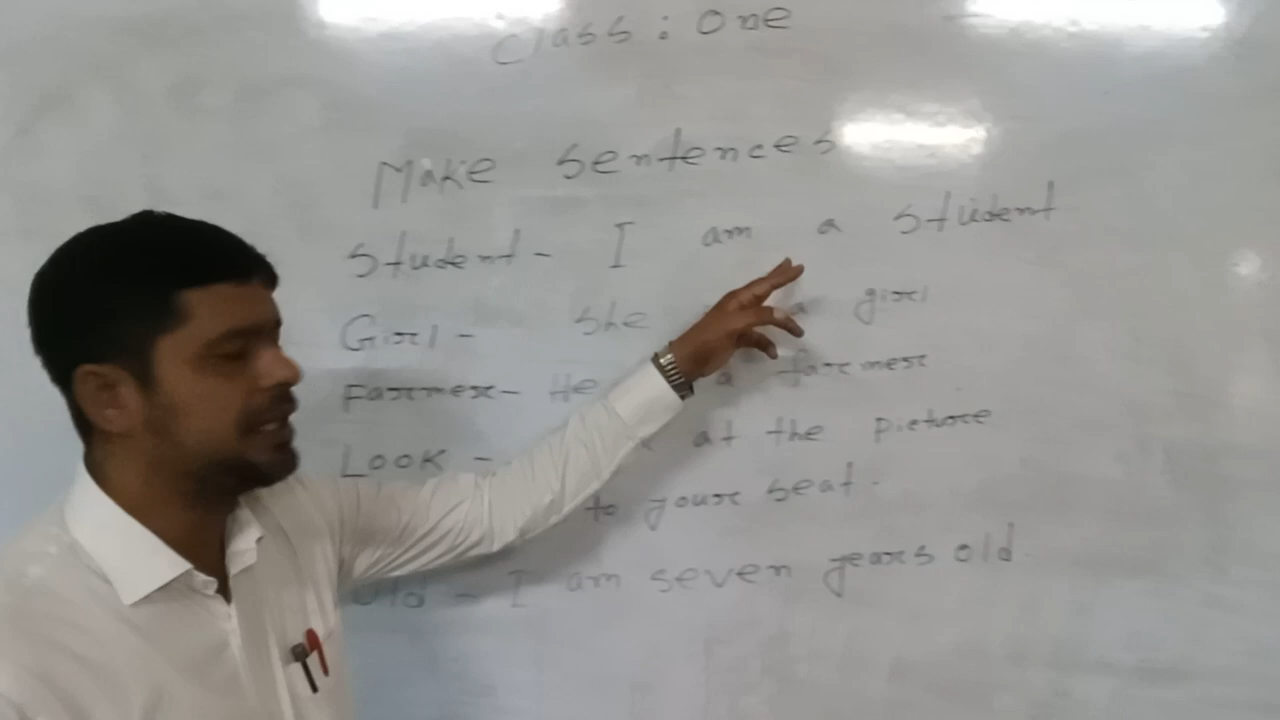 Class : One
Make Sentences
Student - I am a student
Girl - She a girl
Farmer - He a farmer
Look - at the picture
to your seat.
Old - I am seven years old.